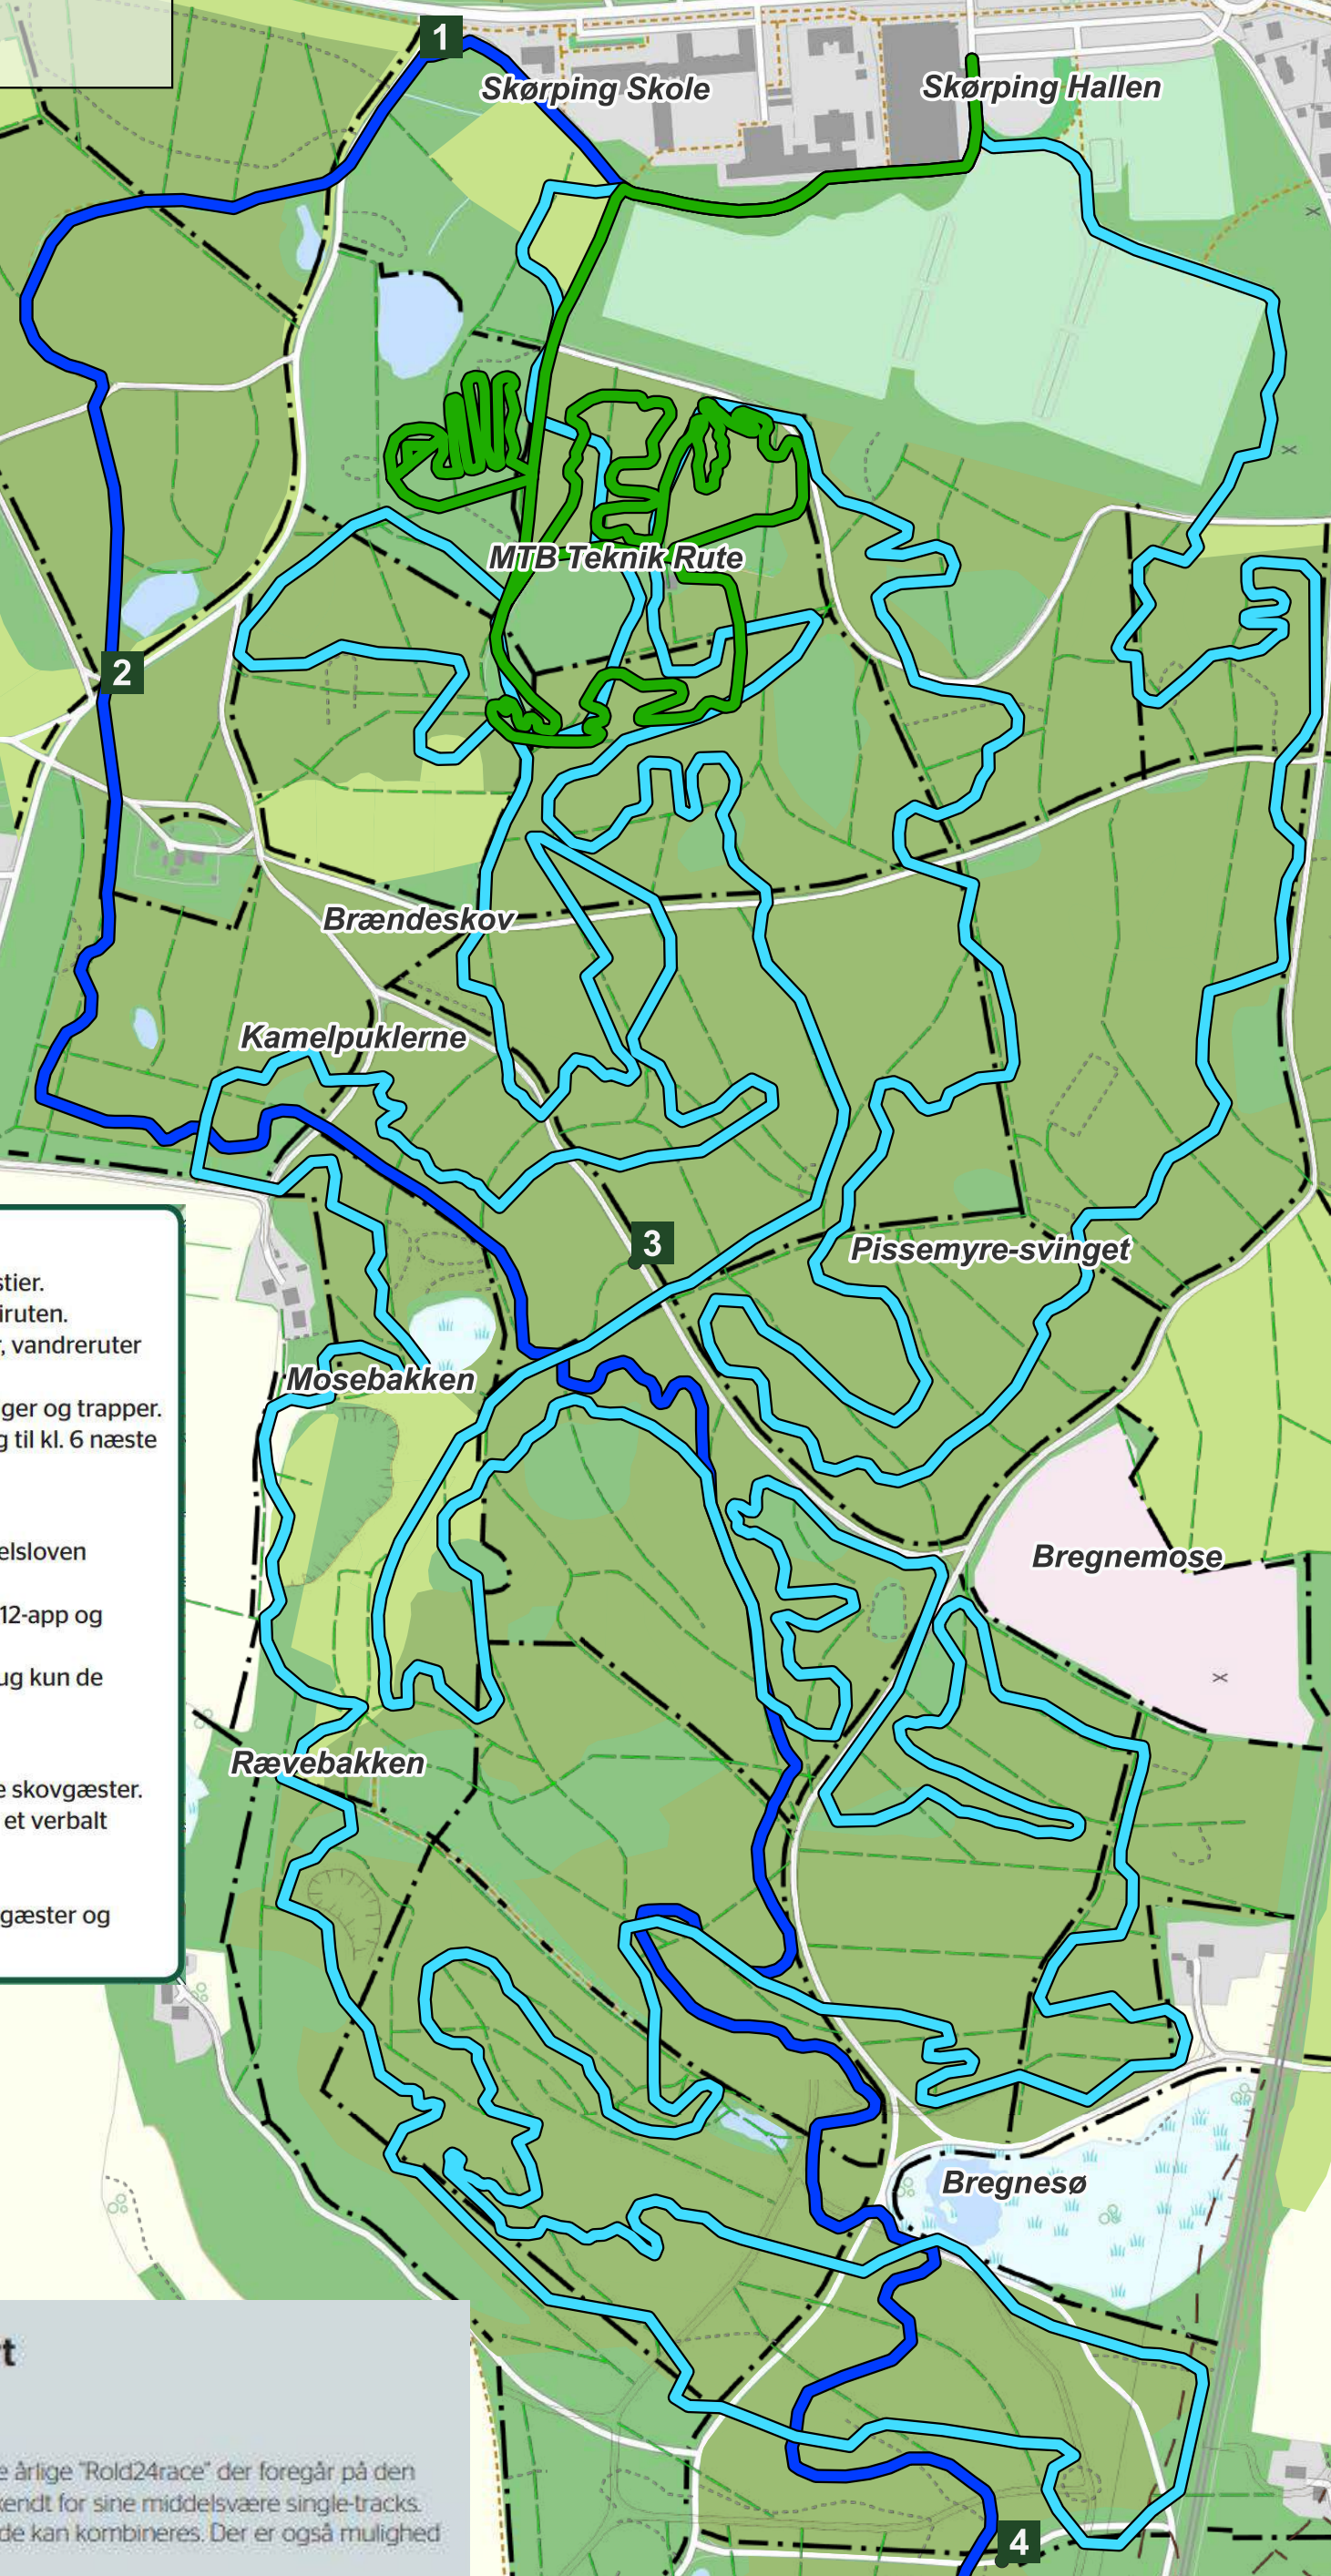 1
Skørping Skole
Skørping Hallen
MTB Teknik Rute
2
Brændeskov
Kamelpuklerne
3
Pissemyre-svinget
Mosebakken
Bregnemose
Rævebakken
Bregnesø
4
stier.
iruten.
, vandreruter
ger og trapper.
g til kl. 6 næste
elsloven
12-app og
ug kun de
e skovgæster.
et verbalt
gæster og
t
e årlige "Rold24race" der foregår på den
kendt for sine middelsvære single-tracks.
de kan kombineres. Der er også mulighed